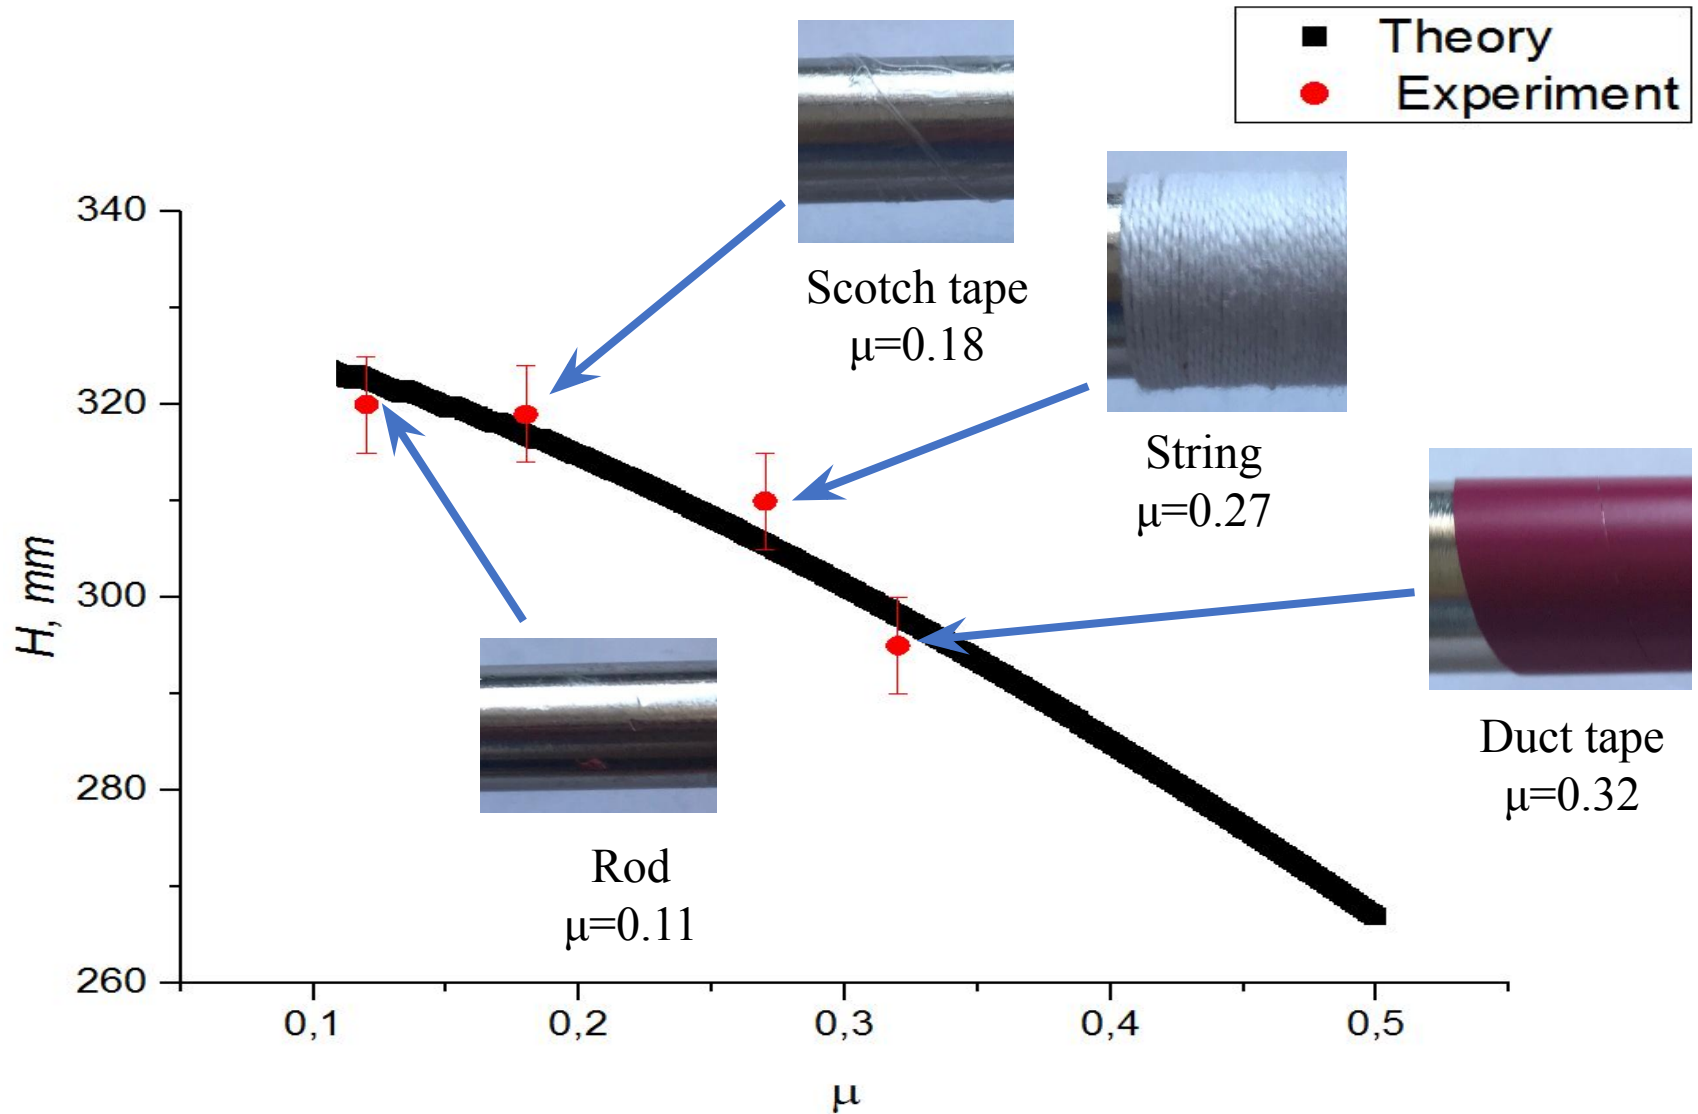 Theory
Experiment
Scotch tape
μ=0.18
String
μ=0.27
Duct tape
μ=0.32
Rod
μ=0.11
H, mm
340
320
300
280
260
0,1
0,2
0,3
0,4
0,5
μ